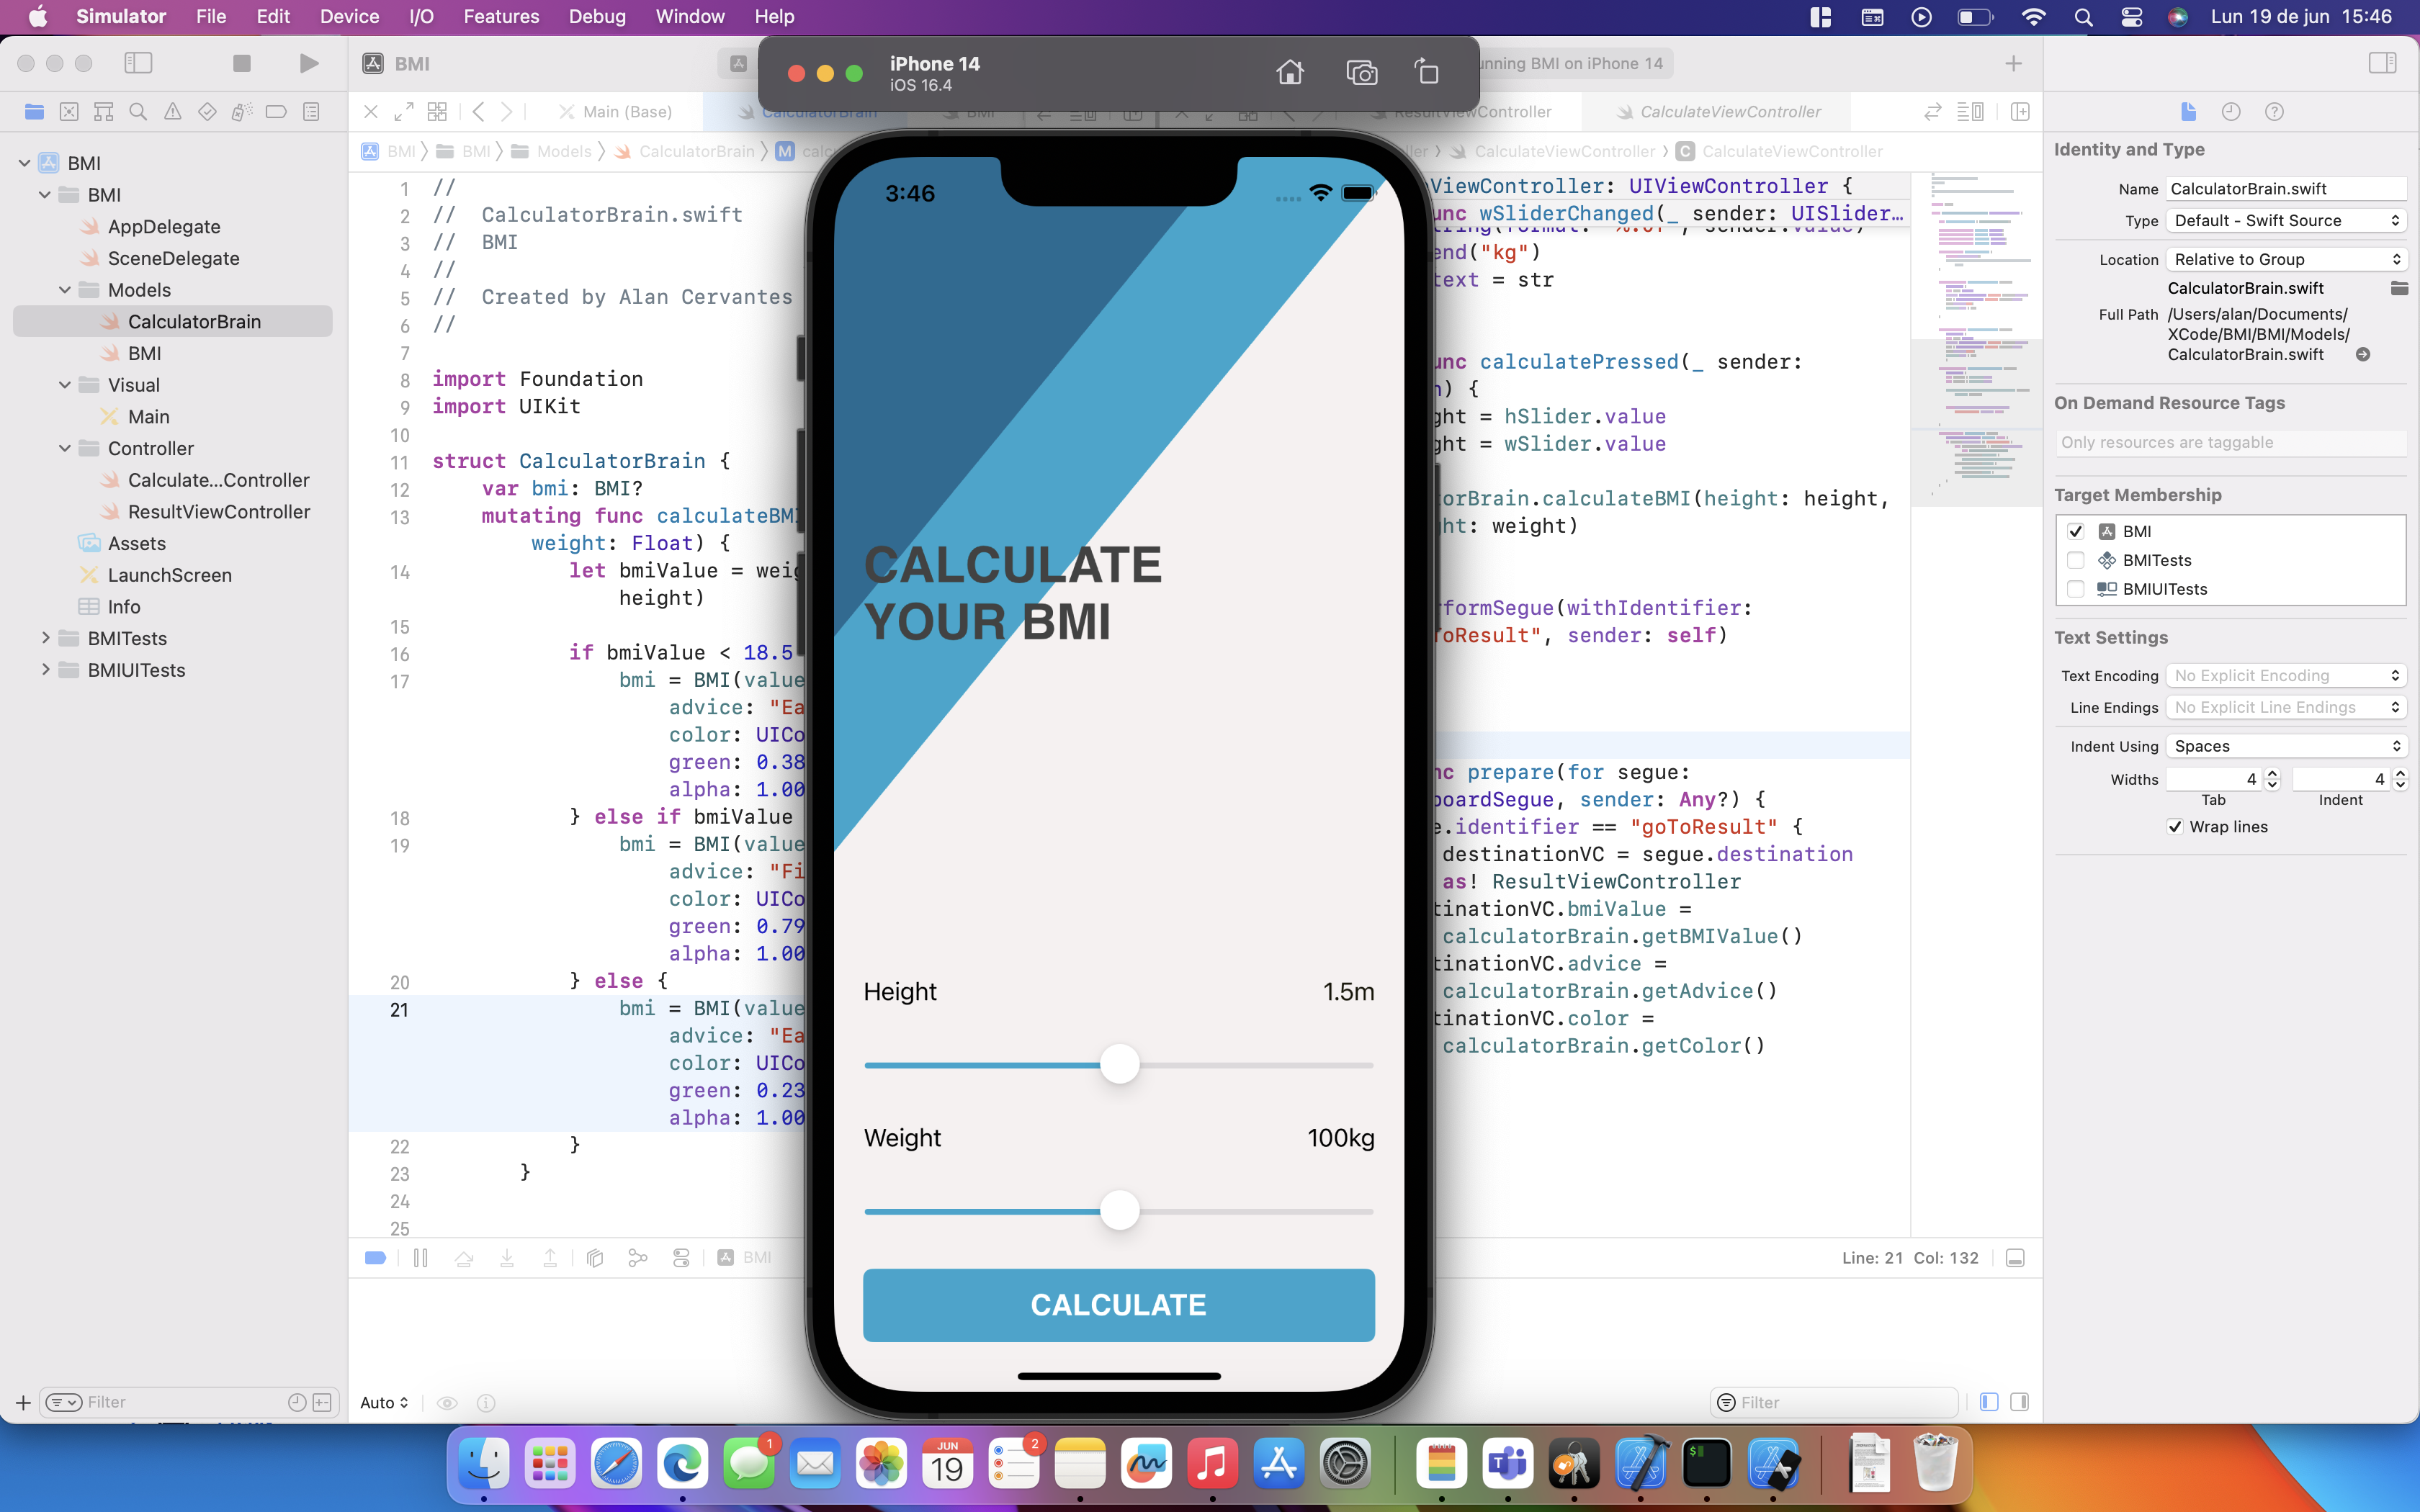 Simulator File Edit Device I/O Features Debug Window Help
Lun 19 de jun 15:46
BMI
iPhone 14
iOS 16.4
BMI on iPhone 14
Main (Base)
CalculatorBrain
BMI
ResultViewController
CalculateViewController
BMI
BMI
AppDelegate
SceneDelegate
Models
CalculatorBrain
BMI
Visual
Main
Controller
Calculate...Controller
ResultViewController
Assets
LaunchScreen
Info
BMITests
BMIUITests
Filter
BMI BMI Models CalculatorBrain M
1 //
2 // CalculatorBrain.swift
3 // BMI
4 //
5 // Created by Alan Cervantes
6 //
7
8 import Foundation
9 import UIKit
10
11 struct CalculatorBrain {
12 var bmi: BMI?
13 mutating func calculateBM
weight: Float) {
14 let bmiValue = weig
height)
15
16 if bmiValue < 18.5
17 bmi = BMI(value
advice: "Ea
color: UICo
green: 0.38
alpha: 1.00
18 } else if bmiValue
19 bmi = BMI(value
advice: "Fi
color: UICo
green: 0.79
alpha: 1.00
20 } else {
21 bmi = BMI(value
advice: "Ea
color: UICo
green: 0.23
alpha: 1.00
22 }
23 }
24
25
BMI
Auto
3:46
CALCULATE
YOUR BMI
Height 1.5m
Weight 100kg
CALCULATE
CalculateViewController C CalculateViewController
ViewController: UIViewController {
unc wSliderChanged(_ sender: UISlider...
end("kg")
text = str
unc calculatePressed(_ sender:
) {
ght = hSlider.value
ght = wSlider.value
orBrain.calculateBMI(height: height,
ht: weight)
formSegue(withIdentifier:
oResult", sender: self)
nc prepare(for segue:
boardSegue, sender: Any?) {
e.identifier == "goToResult" {
destinationVC = segue.destination
as! ResultViewController
tinationVC.bmiValue =
calculatorBrain.getBMIValue()
tinationVC.advice =
calculatorBrain.getAdvice()
tinationVC.color =
calculatorBrain.getColor()
Line: 21 Col: 132
Filter
Identity and Type
Name CalculatorBrain.swift
Type Default - Swift Source
Location Relative to Group
CalculatorBrain.swift
Full Path /Users/alan/Documents/
XCode/BMI/BMI/Models/
CalculatorBrain.swift
On Demand Resource Tags
Only resources are taggable
Target Membership
BMI
BMITests
BMIUITests
Text Settings
Text Encoding No Explicit Encoding
Line Endings No Explicit Line Endings
Indent Using Spaces
Widths 4 4
Tab Indent
Wrap lines
1
JUN
19
2
T
$